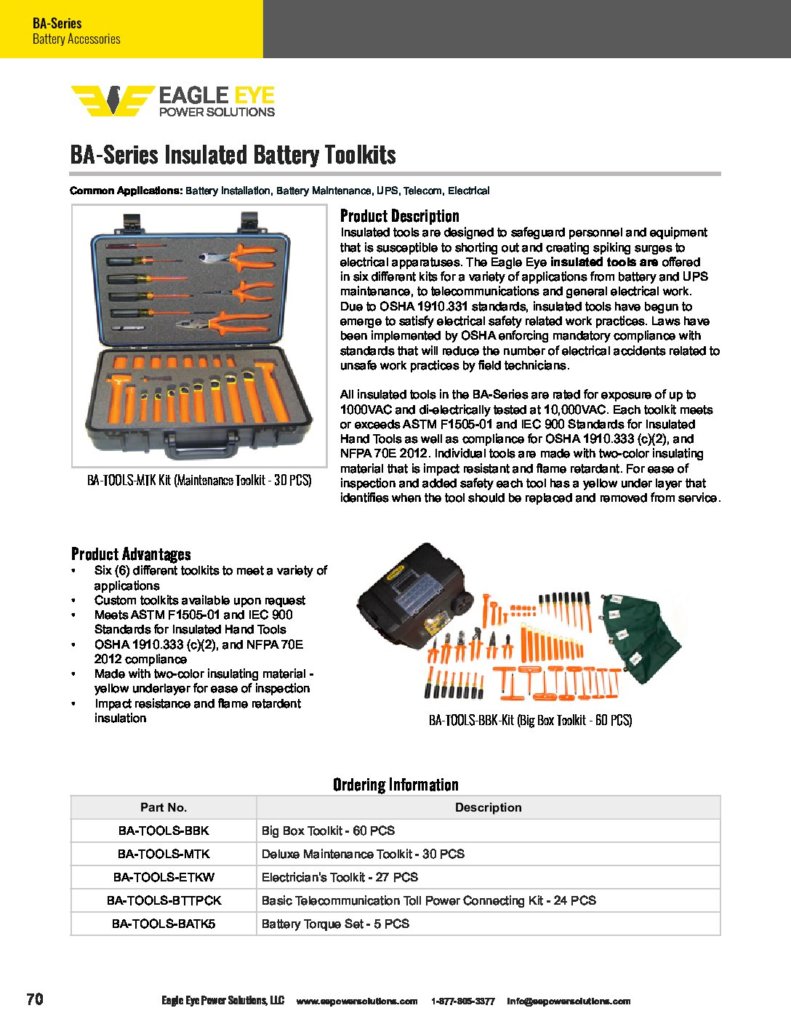 BA-Series
Battery Accessories
EAGLE EYE
POWER SOLUTIONS
BA-Series Insulated Battery Toolkits
Common Applications: Battery Installation, Battery Maintenance, UPS, Telecom, Electrical
Product Description
Insulated tools are designed to safeguard personnel and equipment
that is susceptible to shorting out and creating spiking surges to
electrical apparatuses. The Eagle Eye insulated tools are offered
in six different kits for a variety of applications from battery and UPS
maintenance, to telecommunications and general electrical work.
Due to OSHA 1910.331 standards, insulated tools have begun to
emerge to satisfy electrical safety related work practices. Laws have
been implemented by OSHA enforcing mandatory compliance with
standards that will reduce the number of electrical accidents related to
unsafe work practices by field technicians.
All insulated tools in the BA-Series are rated for exposure of up to
1000VAC and di-electrically tested at 10,000VAC. Each toolkit meets
or exceeds ASTM F1505-01 and IEC 900 Standards for Insulated
Hand Tools as well as compliance for OSHA 1910.333 (c)(2), and
NFPA 70E 2012. Individual tools are made with two-color insulating
material that is impact resistant and flame retardant. For ease of
inspection and added safety each tool has a yellow under layer that
identifies when the tool should be replaced and removed from service.
BA-TOOLS-MTK Kit (Maintenance Toolkit - 30 PCS)
Product Advantages
• Six (6) different toolkits to meet a variety of
applications
• Custom toolkits available upon request
• Meets ASTM F1505-01 and IEC 900
Standards for Insulated Hand Tools
• OSHA 1910.333 (c)(2), and NFPA 70E
2012 compliance
• Made with two-color insulating material -
yellow underlayer for ease of inspection
• Impact resistance and flame retardent
insulation
BA-TOOLS-BBK-Kit (Big Box Toolkit - 60 PCS)
Ordering Information
Part No. Description
BA-TOOLS-BBK Big Box Toolkit - 60 PCS
BA-TOOLS-MTK Deluxe Maintenance Toolkit - 30 PCS
BA-TOOLS-ETKW Electrician's Toolkit - 27 PCS
BA-TOOLS-BTTPCK Basic Telecommunication Toll Power Connecting Kit - 24 PCS
BA-TOOLS-BATK5 Battery Torque Set - 5 PCS
70 Eagle Eye Power Solutions, LLC www.eepowersolutions.com 1-877-805-3377 info@eepowersolutions.com